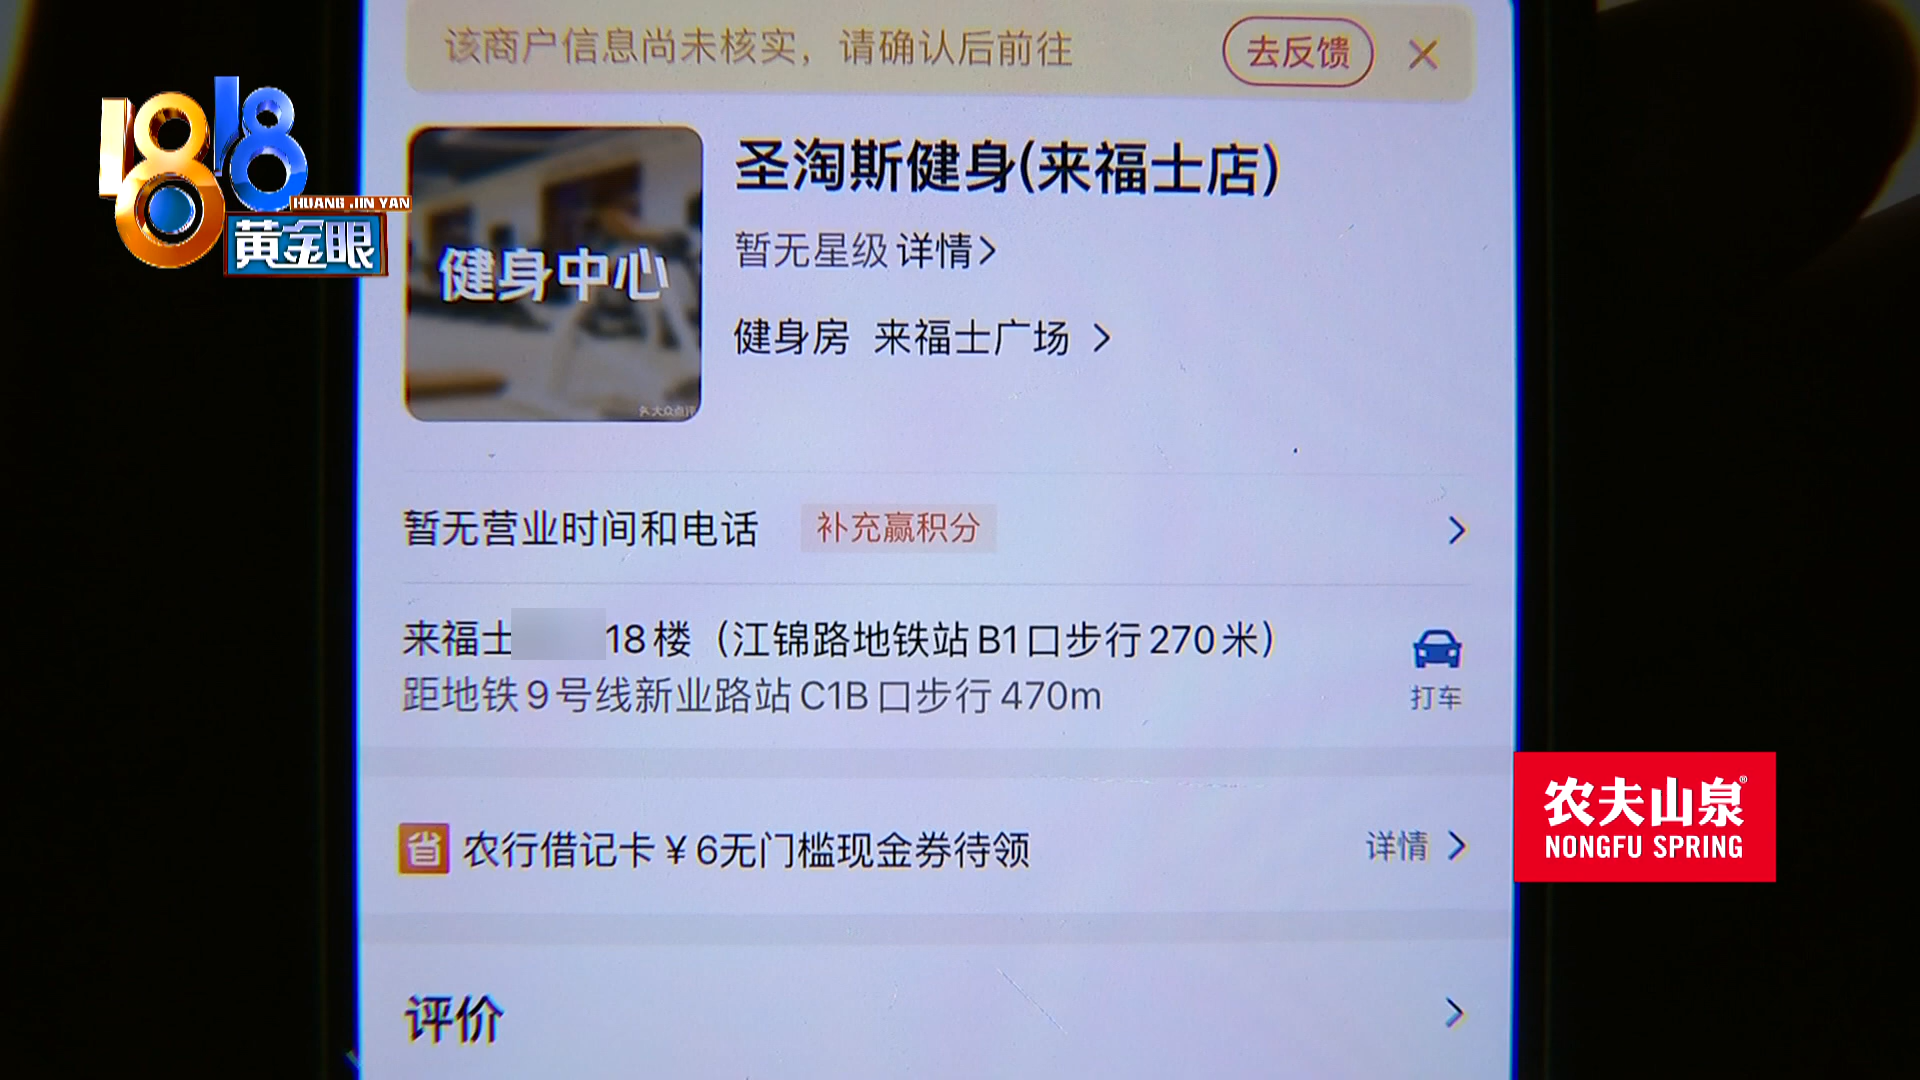 该商户信息尚未核实，请确认后前往
去反馈
1818
HUANG JIN YAN
黄金眼
健身中心
大众点评
圣淘斯健身(来福士店)
暂无星级 详情>
健身房 来福士广场 >
暂无营业时间和电话 补充赢积分 >
来福士 18楼（江锦路地铁站B1口步行270米）
距地铁9号线新业路站C1B口步行470m
打车
省 农行借记卡¥6无门槛现金券待领 详情 >
农夫山泉®
NONGFU SPRING
评价 >